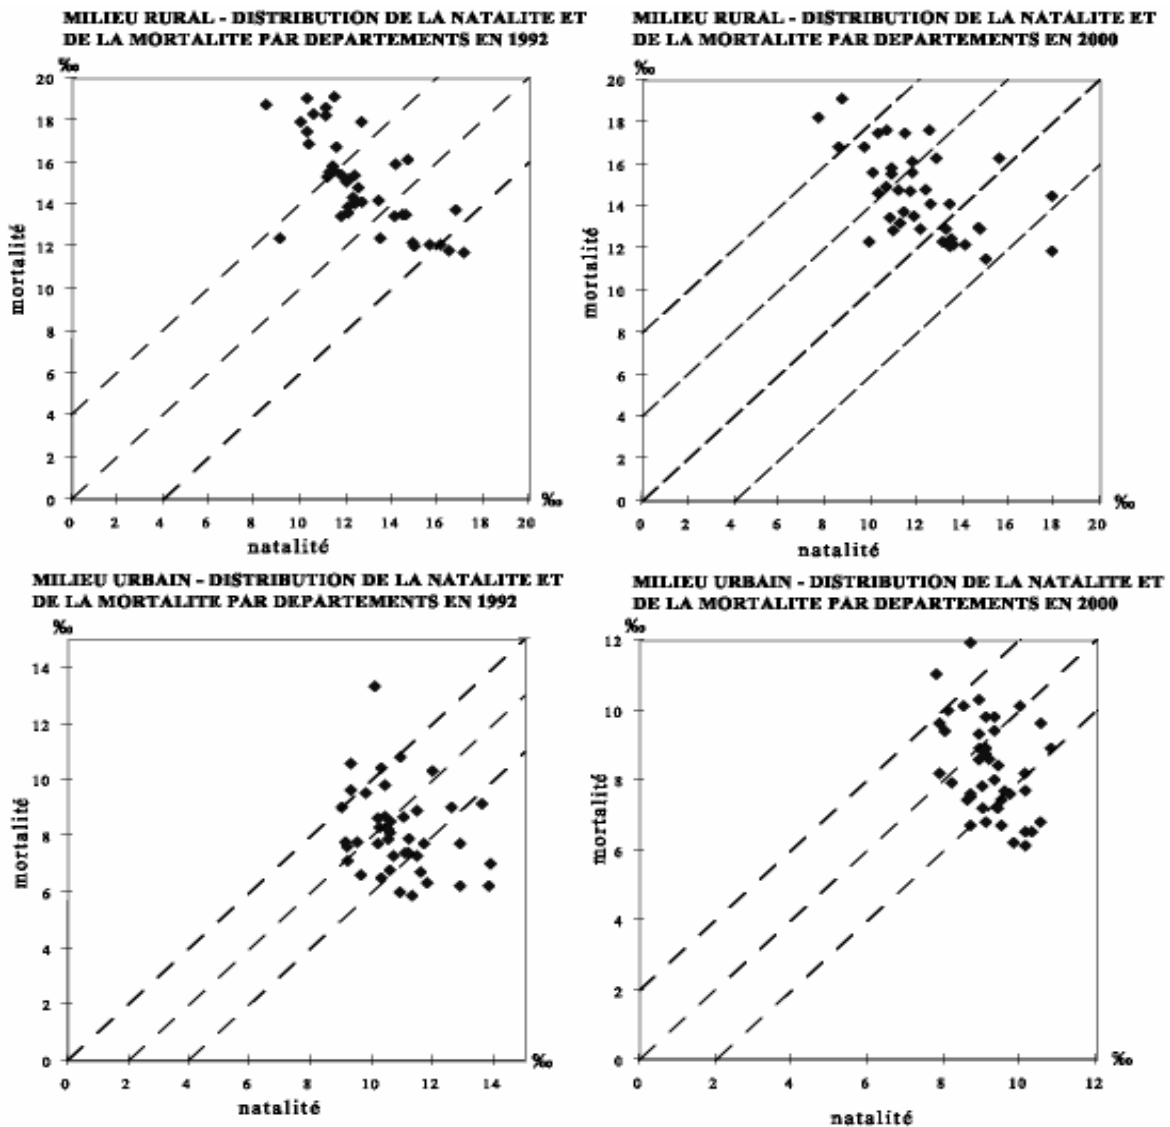 MILIEU RURAL - DISTRIBUTION DE LA NATALITE ET
DE LA MORTALITE PAR DEPARTEMENTS EN 1992
‰
20
18
16
14
12
10
8
6
4
2
0
mortalité
0 2 4 6 8 10 12 14 16 18 20
‰
natalité
MILIEU RURAL - DISTRIBUTION DE LA NATALITE ET
DE LA MORTALITE PAR DEPARTEMENTS EN 2000
‰
20
18
16
14
12
10
8
6
4
2
0
mortalité
0 2 4 6 8 10 12 14 16 18 20
‰
natalité
MILIEU URBAIN - DISTRIBUTION DE LA NATALITE ET
DE LA MORTALITE PAR DEPARTEMENTS EN 1992
‰
14
12
10
8
6
4
2
0
mortalité
0 2 4 6 8 10 12 14
‰
natalité
MILIEU URBAIN - DISTRIBUTION DE LA NATALITE ET
DE LA MORTALITE PAR DEPARTEMENTS EN 2000
‰
12
10
8
6
4
2
0
mortalité
0 2 4 6 8 10 12
‰
natalité